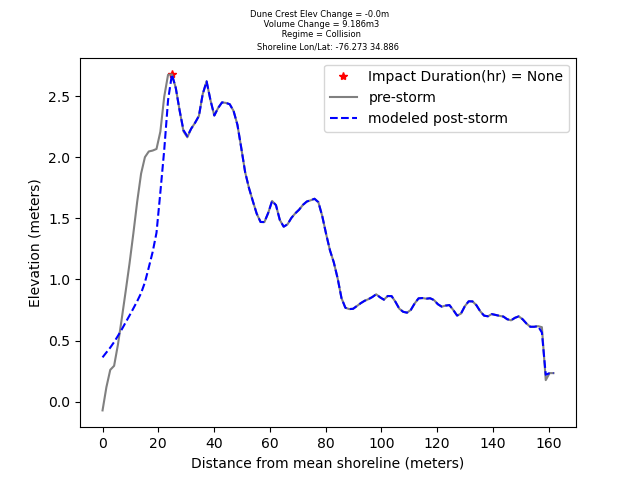 Dune Crest Elev Change = -0.0m
Volume Change = 9.186m3
Regime = Collision
Shoreline Lon/Lat: -76.273 34.886
Impact Duration(hr) = None
pre-storm
modeled post-storm
Elevation (meters)
2.5
2.0
1.5
1.0
0.5
0.0
0 20 40 60 80 100 120 140 160
Distance from mean shoreline (meters)